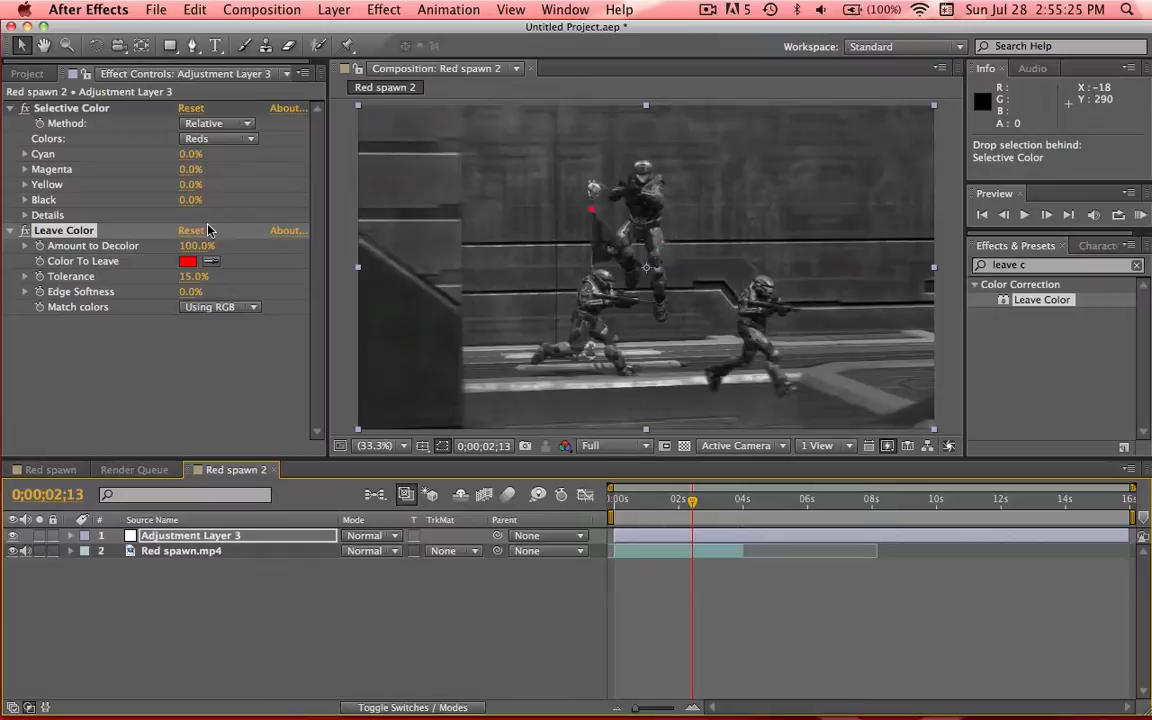 After Effects File Edit Composition Layer Effect Animation View Window Help 5 (100%) Sun Jul 28 2:55:25 PM
Untitled Project.aep *
Workspace: Standard Search Help
Project Effect Controls: Adjustment Layer 3 Composition: Red spawn 2 Info Audio
Red spawn 2 • Adjustment Layer 3 Red spawn 2
Selective Color Reset About...
Method: Relative
Colors: Reds
Cyan 0.0%
Magenta 0.0%
Yellow 0.0%
Black 0.0%
Details
Leave Color Reset About...
Amount to Decolor 100.0%
Color To Leave
Tolerance 15.0%
Edge Softness 0.0%
Match colors Using RGB
R: X : -18
G: Y : 290
B:
A: 0
Drop selection behind:
Selective Color
Preview
Effects & Presets Charact
leave c
Color Correction
Leave Color
(33.3%) 0;00;02;13 Full Active Camera 1 View
Red spawn Render Queue Red spawn 2
0;00;02;13 :00s 02s 04s 06s 08s 10s 12s 14s 16s
# Source Name Mode T TrkMat Parent
1 Adjustment Layer 3 Normal None
2 Red spawn.mp4 Normal None None
Toggle Switches / Modes